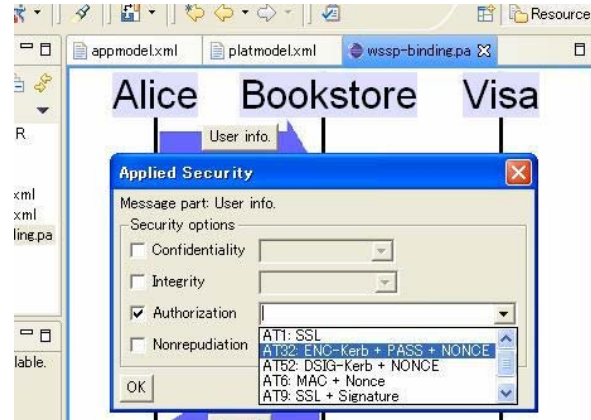 Resource
appmodel.xml platmodel.xml wssp-binding.pa
Alice Bookstore Visa
R
User info.
Applied Security
Message part: User info.
xml
xml
ling.pa
Security options
Confidentiality
Integrity
Authorization
AT1: SSL
Nonrepudiation AT32: ENC-Kerb + PASS + NONCE
AT52: DSIG-Kerb + NONCE
lable.
AT6: MAC + Nonce
OK AT9: SSL + Signature